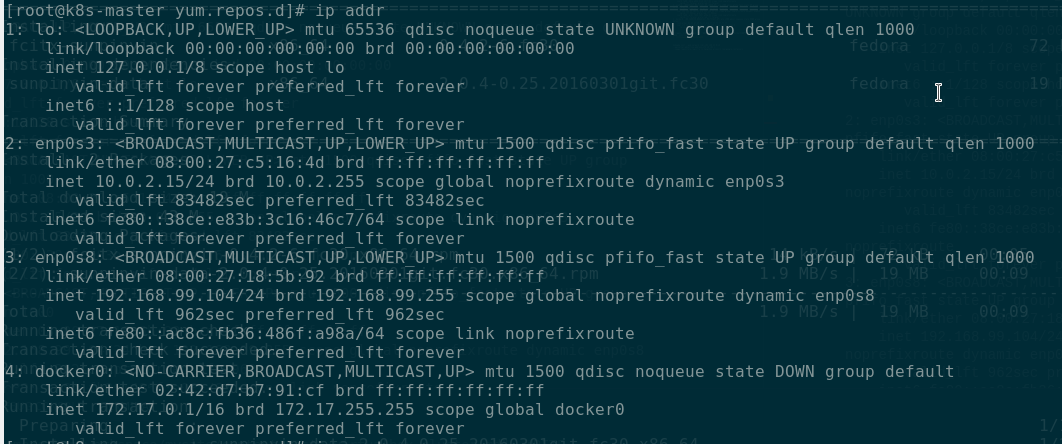 [root@k8s-master yum.repos.d]# ip addr
1: lo: <LOOPBACK,UP,LOWER_UP> mtu 65536 qdisc noqueue state UNKNOWN group default qlen 1000
    link/loopback 00:00:00:00:00:00 brd 00:00:00:00:00:00
    inet 127.0.0.1/8 scope host lo
       valid_lft forever preferred_lft forever
    inet6 ::1/128 scope host
       valid_lft forever preferred_lft forever
2: enp0s3: <BROADCAST,MULTICAST,UP,LOWER_UP> mtu 1500 qdisc pfifo_fast state UP group default qlen 1000
    link/ether 08:00:27:c5:16:4d brd ff:ff:ff:ff:ff:ff
    inet 10.0.2.15/24 brd 10.0.2.255 scope global noprefixroute dynamic enp0s3
       valid_lft 83482sec preferred_lft 83482sec
    inet6 fe80::38ce:e83b:3c16:46c7/64 scope link noprefixroute
       valid_lft forever preferred_lft forever
3: enp0s8: <BROADCAST,MULTICAST,UP,LOWER_UP> mtu 1500 qdisc pfifo_fast state UP group default qlen 1000
    link/ether 08:00:27:18:5b:92 brd ff:ff:ff:ff:ff:ff
    inet 192.168.99.104/24 brd 192.168.99.255 scope global noprefixroute dynamic enp0s8
       valid_lft 962sec preferred_lft 962sec
    inet6 fe80::ac8c:fb36:486f:a98a/64 scope link noprefixroute
       valid_lft forever preferred_lft forever
4: docker0: <NO-CARRIER,BROADCAST,MULTICAST,UP> mtu 1500 qdisc noqueue state DOWN group default
    link/ether 02:42:d7:b7:91:cf brd ff:ff:ff:ff:ff:ff
    inet 172.17.0.1/16 brd 172.17.255.255 scope global docker0
       valid_lft forever preferred_lft forever